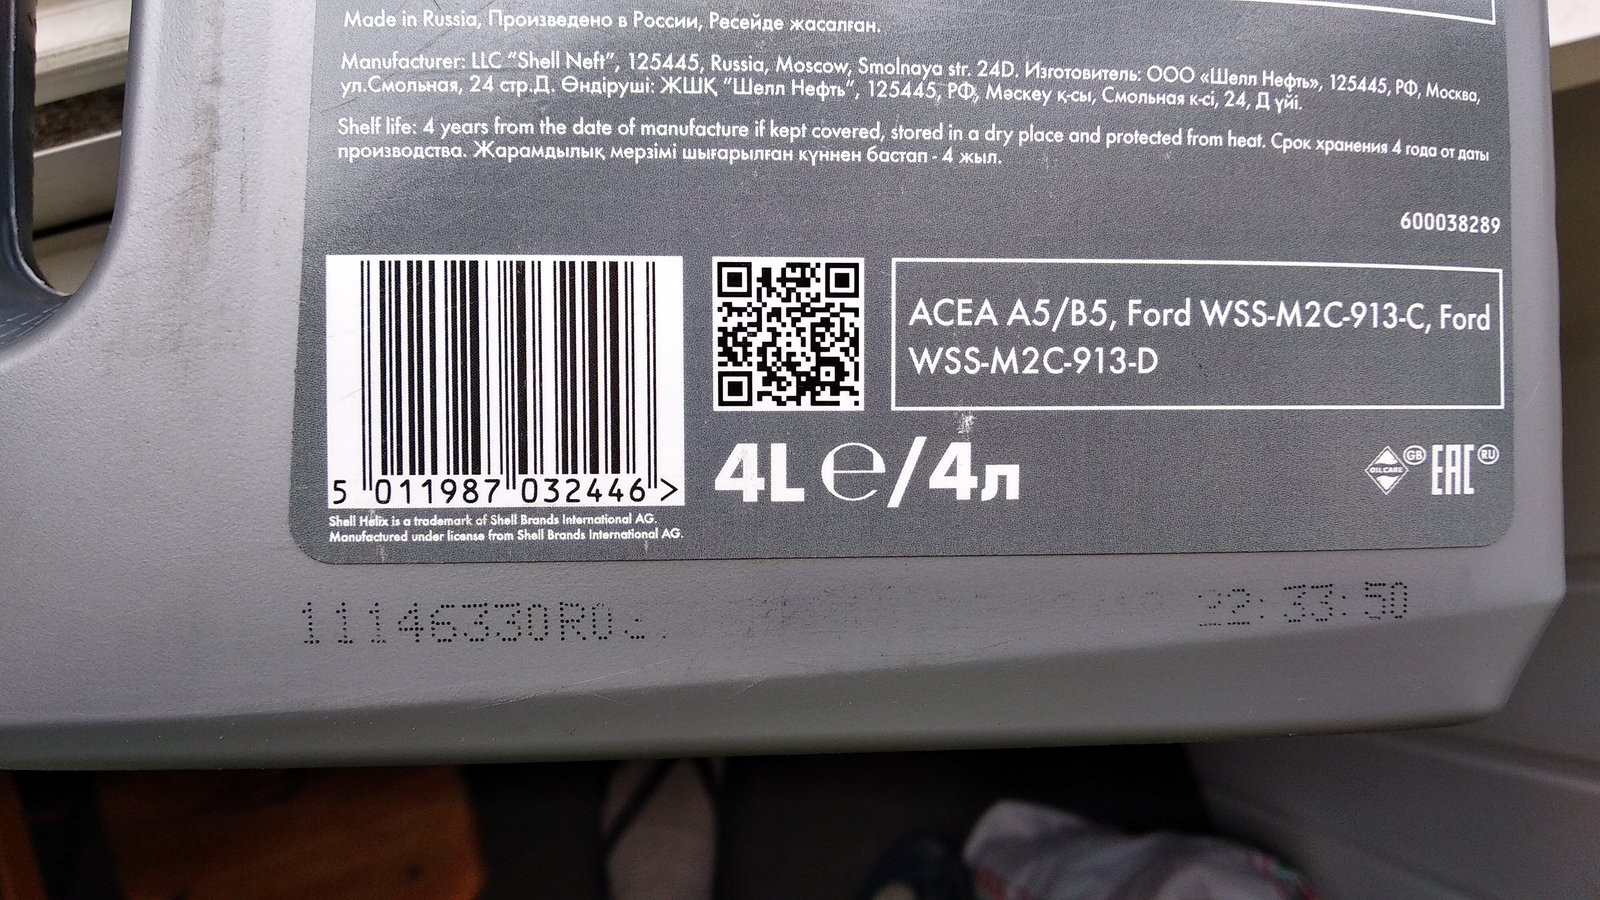 Made in Russia, Произведено в России, Ресейде жасалған.
Manufacturer: LLC "Shell Neft", 125445, Russia, Moscow, Smolnaya str. 24D. Изготовитель: ООО «Шелл Нефть», 125445, РФ, Москва,
ул.Смольная, 24 стр.Д. Өндіруші: ЖШҚ "Шелл Нефть", 125445, РФ, Мәскеу қ-сы, Смольная к-сі, 24, Д үйі.
Shelf life: 4 years from the date of manufacture if kept covered, stored in a dry place and protected from heat. Срок хранения 4 года от даты
производства. Жарамдылық мерзімі шығарылған күннен бастап - 4 жыл.
600038289
ACEA A5/B5, Ford WSS-M2C-913-C, Ford
WSS-M2C-913-D
5 011987 032446 >
4L ℮/4л
OIL CARE GB EAC RU
Shell Helix is a trademark of Shell Brands International AG.
Manufactured under license from Shell Brands International AG.
11146330R0 22:33:50